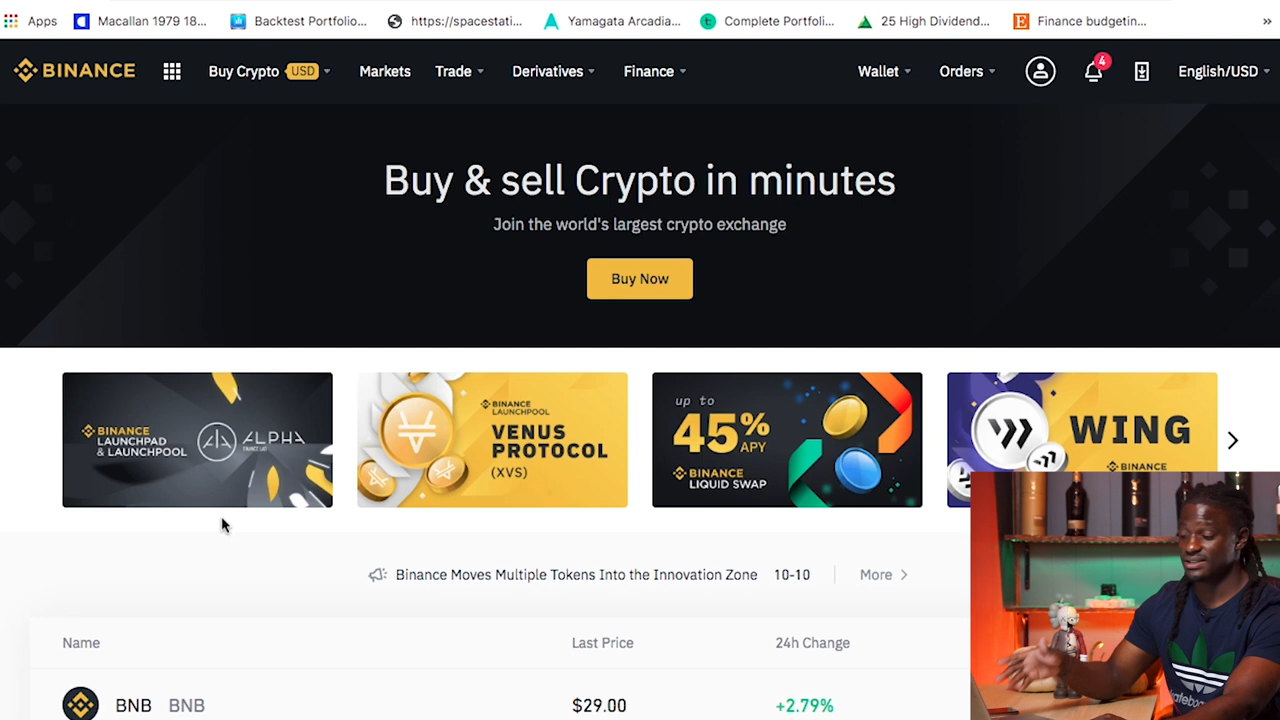 Apps Macallan 1979 18... Backtest Portfolio... https://spacestati... Yamagata Arcadia... Complete Portfoli... 25 High Dividend... Finance budgetin... »
BINANCE Buy Crypto USD Markets Trade Derivatives Finance Wallet Orders 4 English/USD
Buy & sell Crypto in minutes
Join the world's largest crypto exchange
Buy Now
BINANCE
LAUNCHPAD
& LAUNCHPOOL
ALPHA
BINANCE
LAUNCHPOOL
VENUS
PROTOCOL
(XVS)
up to
45% APY
BINANCE
LIQUID SWAP
WING
BINANCE
Binance Moves Multiple Tokens Into the Innovation Zone 10-10 More
Name Last Price 24h Change
BNB BNB $29.00 +2.79%